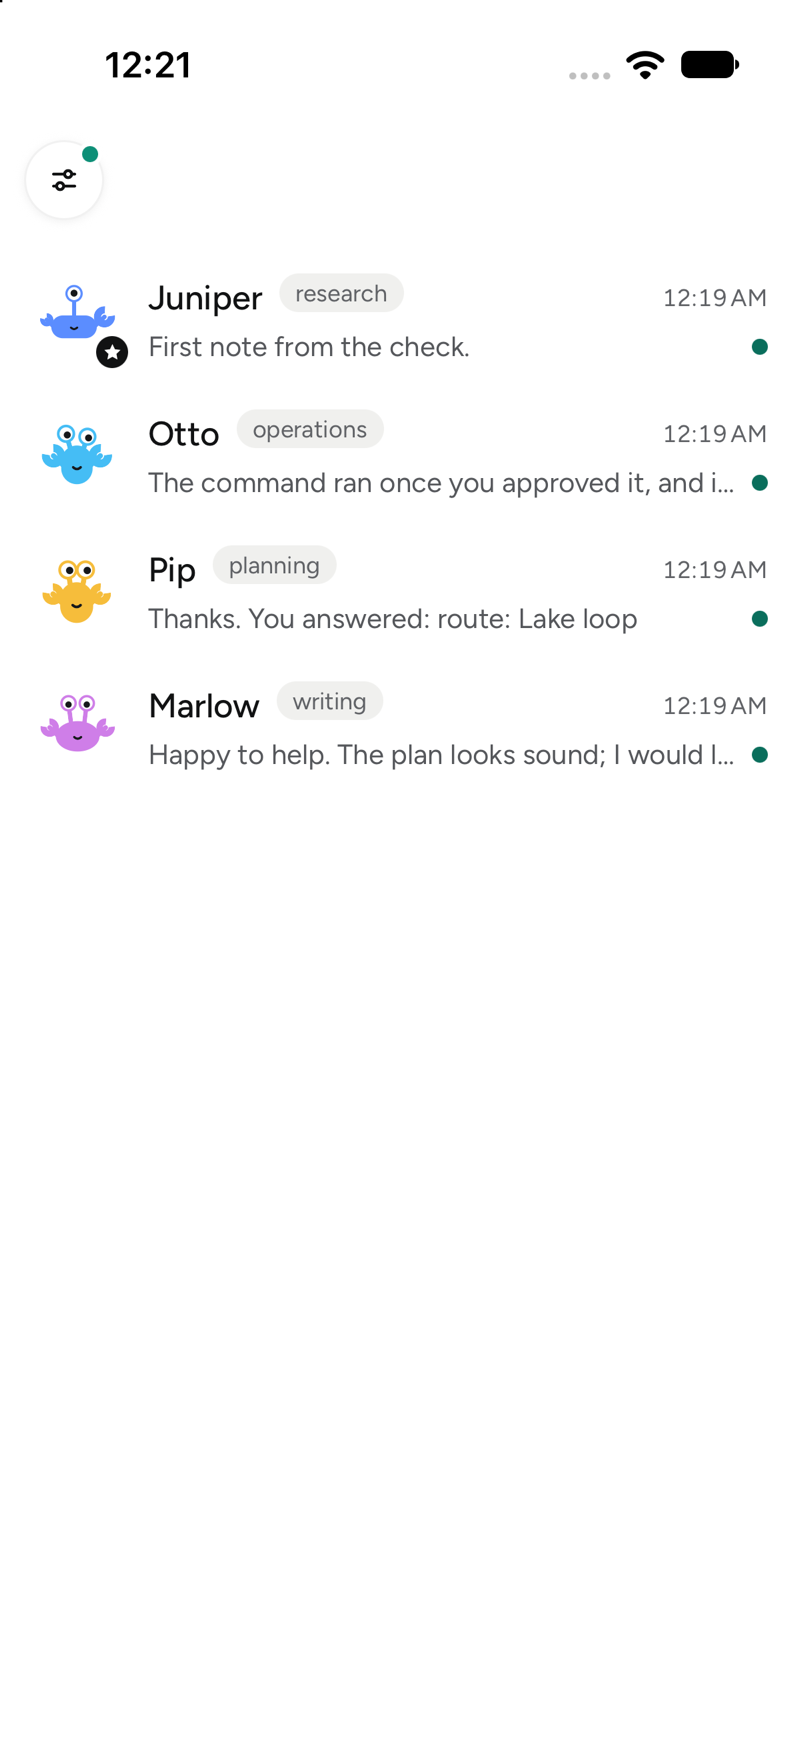 12:21
Juniper research 12:19 AM
First note from the check.
Otto operations 12:19 AM
The command ran once you approved it, and i...
Pip planning 12:19 AM
Thanks. You answered: route: Lake loop
Marlow writing 12:19 AM
Happy to help. The plan looks sound; I would l...